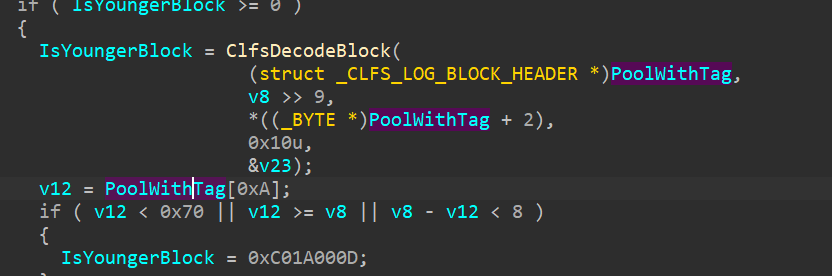 if ( IsYoungerBlock >= 0 )
{
IsYoungerBlock = ClfsDecodeBlock(
(struct _CLFS_LOG_BLOCK_HEADER *)PoolWithTag,
v8 >> 9,
*((_BYTE *)PoolWithTag + 2),
0x10u,
&v23);
v12 = PoolWithTag[0xA];
if ( v12 < 0x70 || v12 >= v8 || v8 - v12 < 8 )
{
IsYoungerBlock = 0xC01A000D;